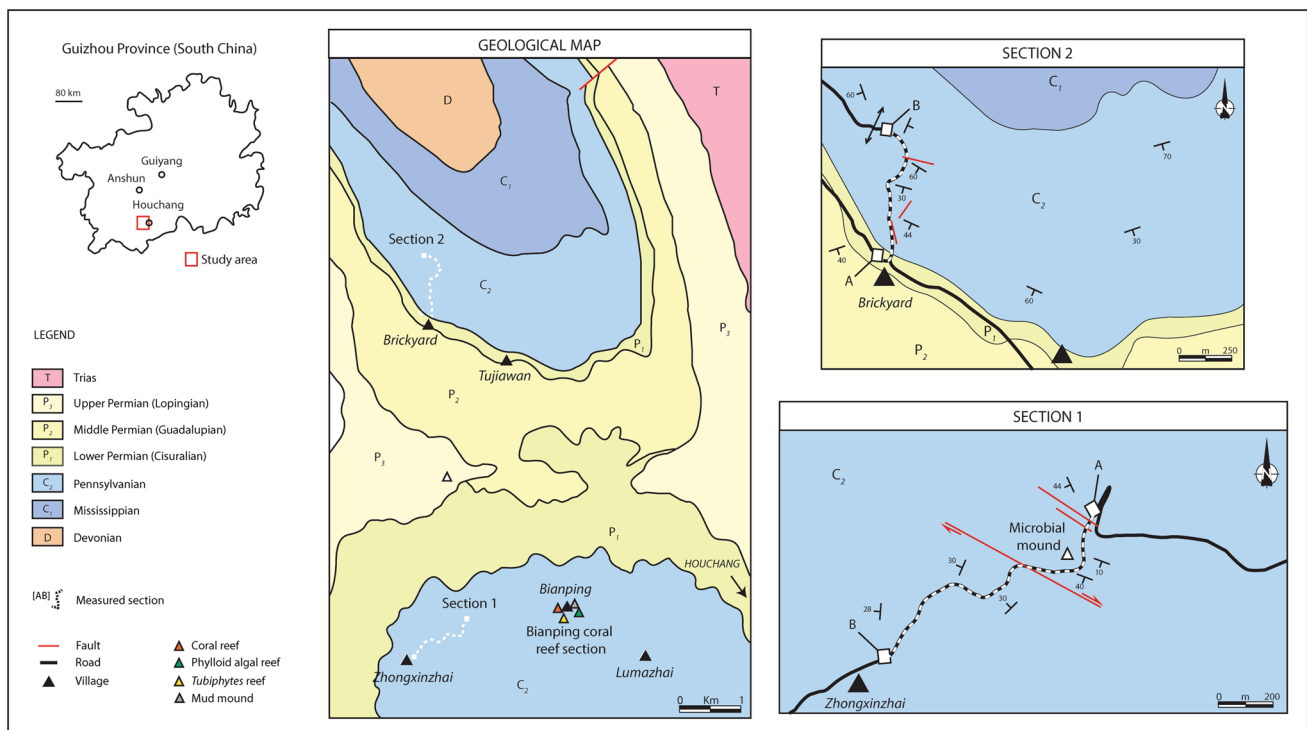 Guizhou Province (South China)
80 km
Guiyang
Anshun
Houchang
Study area
LEGEND
T Trias
P3 Upper Permian (Lopingian)
P2 Middle Permian (Guadalupian)
P1 Lower Permian (Cisuralian)
C2 Pennsylvanian
C1 Mississippian
D Devonian
[AB] Measured section
Fault
Road
Village
Coral reef
Phylloid algal reef
Tubiphytes reef
Mud mound
GEOLOGICAL MAP
D
T
C1
Section 2
C2
P3
Brickyard
P1
Tujiawan
P2
P3
P1
HOUCHANG
Bianping
Section 1
Bianping coral
reef section
Zhongxinzhai
Lumazhai
C2
0 Km 1
SECTION 2
C1
60
B
70
60
30
C2
44
30
40
A
60
Brickyard
P1
P2
0 m 250
SECTION 1
C2
A
44
Microbial
mound
30
10
40
30
28
B
Zhongxinzhai
0 m 200